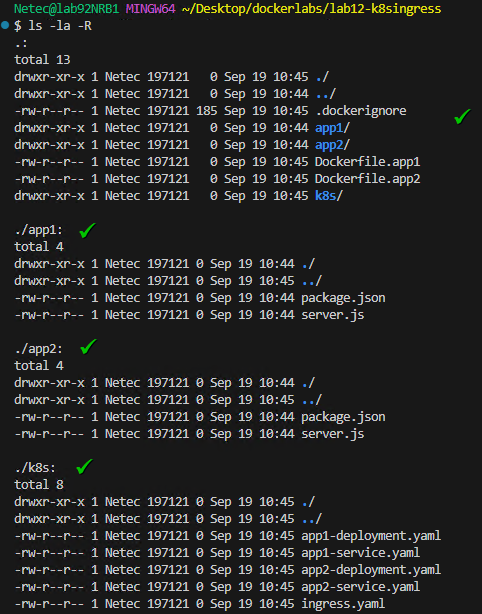 Netec@lab92NRB1 MINGW64 ~/Desktop/dockerlabs/lab12-k8singress
$ ls -la -R
.:
total 13
drwxr-xr-x 1 Netec 197121   0 Sep 19 10:45 ./
drwxr-xr-x 1 Netec 197121   0 Sep 19 10:44 ../
-rw-r--r-- 1 Netec 197121 185 Sep 19 10:45 .dockerignore
drwxr-xr-x 1 Netec 197121   0 Sep 19 10:44 app1/
drwxr-xr-x 1 Netec 197121   0 Sep 19 10:44 app2/
-rw-r--r-- 1 Netec 197121   0 Sep 19 10:45 Dockerfile.app1
-rw-r--r-- 1 Netec 197121   0 Sep 19 10:45 Dockerfile.app2
drwxr-xr-x 1 Netec 197121   0 Sep 19 10:45 k8s/
./app1:
total 4
drwxr-xr-x 1 Netec 197121 0 Sep 19 10:44 ./
drwxr-xr-x 1 Netec 197121 0 Sep 19 10:45 ../
-rw-r--r-- 1 Netec 197121 0 Sep 19 10:44 package.json
-rw-r--r-- 1 Netec 197121 0 Sep 19 10:44 server.js
./app2:
total 4
drwxr-xr-x 1 Netec 197121 0 Sep 19 10:44 ./
drwxr-xr-x 1 Netec 197121 0 Sep 19 10:45 ../
-rw-r--r-- 1 Netec 197121 0 Sep 19 10:44 package.json
-rw-r--r-- 1 Netec 197121 0 Sep 19 10:44 server.js
./k8s:
total 8
drwxr-xr-x 1 Netec 197121 0 Sep 19 10:45 ./
drwxr-xr-x 1 Netec 197121 0 Sep 19 10:45 ../
-rw-r--r-- 1 Netec 197121 0 Sep 19 10:45 app1-deployment.yaml
-rw-r--r-- 1 Netec 197121 0 Sep 19 10:45 app1-service.yaml
-rw-r--r-- 1 Netec 197121 0 Sep 19 10:45 app2-deployment.yaml
-rw-r--r-- 1 Netec 197121 0 Sep 19 10:45 app2-service.yaml
-rw-r--r-- 1 Netec 197121 0 Sep 19 10:45 ingress.yaml